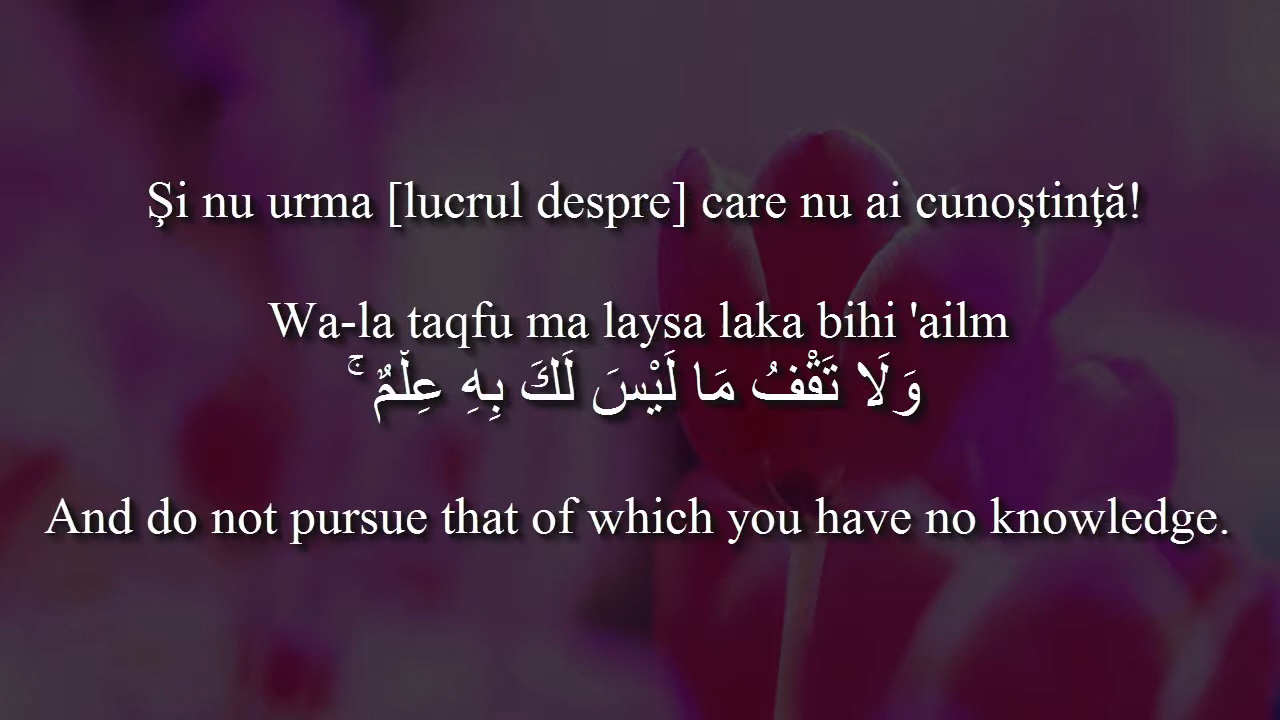 Şi nu urma [lucrul despre] care nu ai cunoştinţă!
Wa-la taqfu ma laysa laka bihi 'ailm
وَلَا تَقْفُ مَا لَيْسَ لَكَ بِهِ عِلْمٌ ۚ
And do not pursue that of which you have no knowledge.